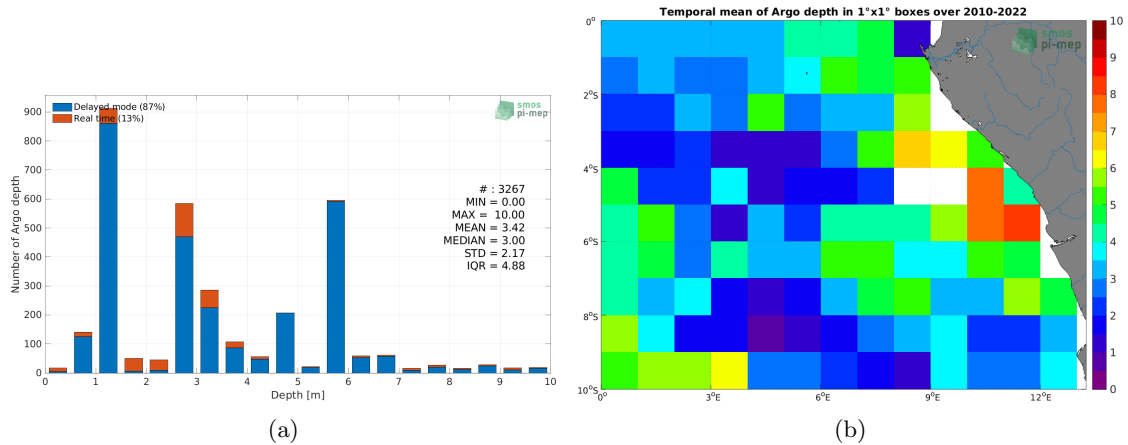 Temporal mean of Argo depth in 1°x1° boxes over 2010-2022
Delayed mode (87%)
Real time (13%)
smos
pi-mep
# : 3267
MIN = 0.00
MAX = 10.00
MEAN = 3.42
MEDIAN = 3.00
STD = 2.17
IQR = 4.88
Number of Argo depth
900
800
700
600
500
400
300
200
100
0
0 1 2 3 4 5 6 7 8 9 10
Depth [m]
(a)
smos
pi-mep
0°
2°S
4°S
6°S
8°S
10°S
0° 3°E 6°E 9°E 12°E
10
9
8
7
6
5
4
3
2
1
0
(b)